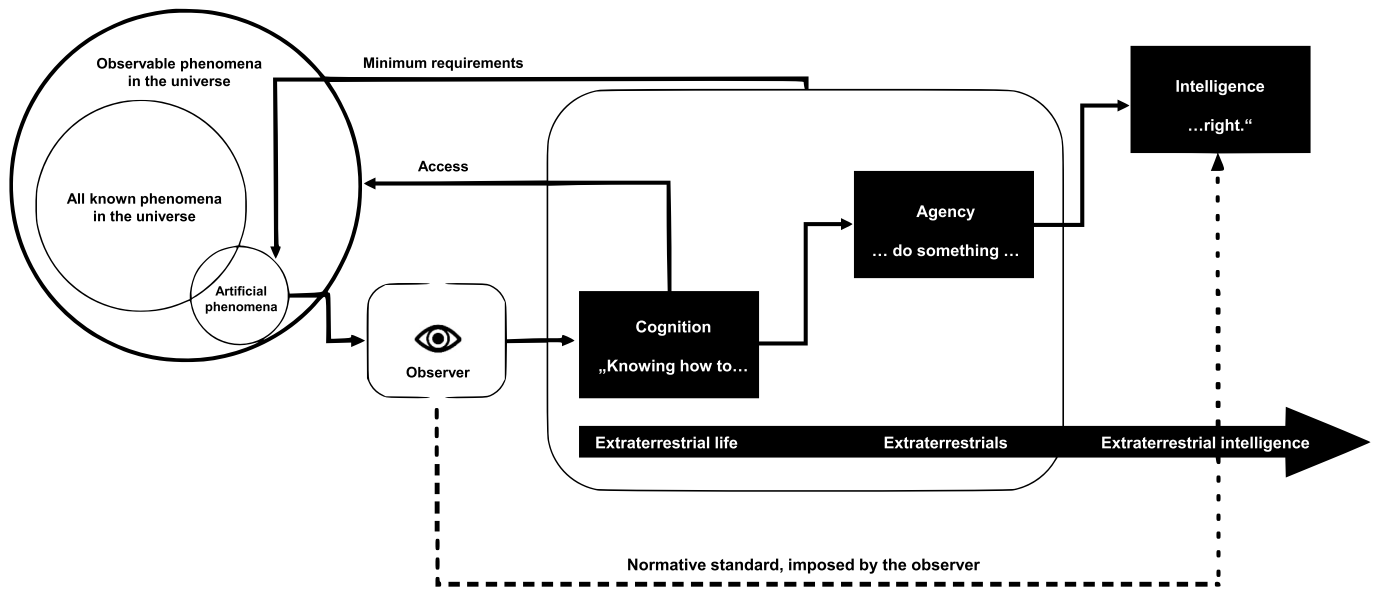 Observable phenomena
in the universe
Minimum requirements
Intelligence
…right.“
Access
All known phenomena
in the universe
Agency
… do something …
Artificial
phenomena
Cognition
„Knowing how to…
Observer
Extraterrestrial life
Extraterrestrials
Extraterrestrial intelligence
Normative standard, imposed by the observer